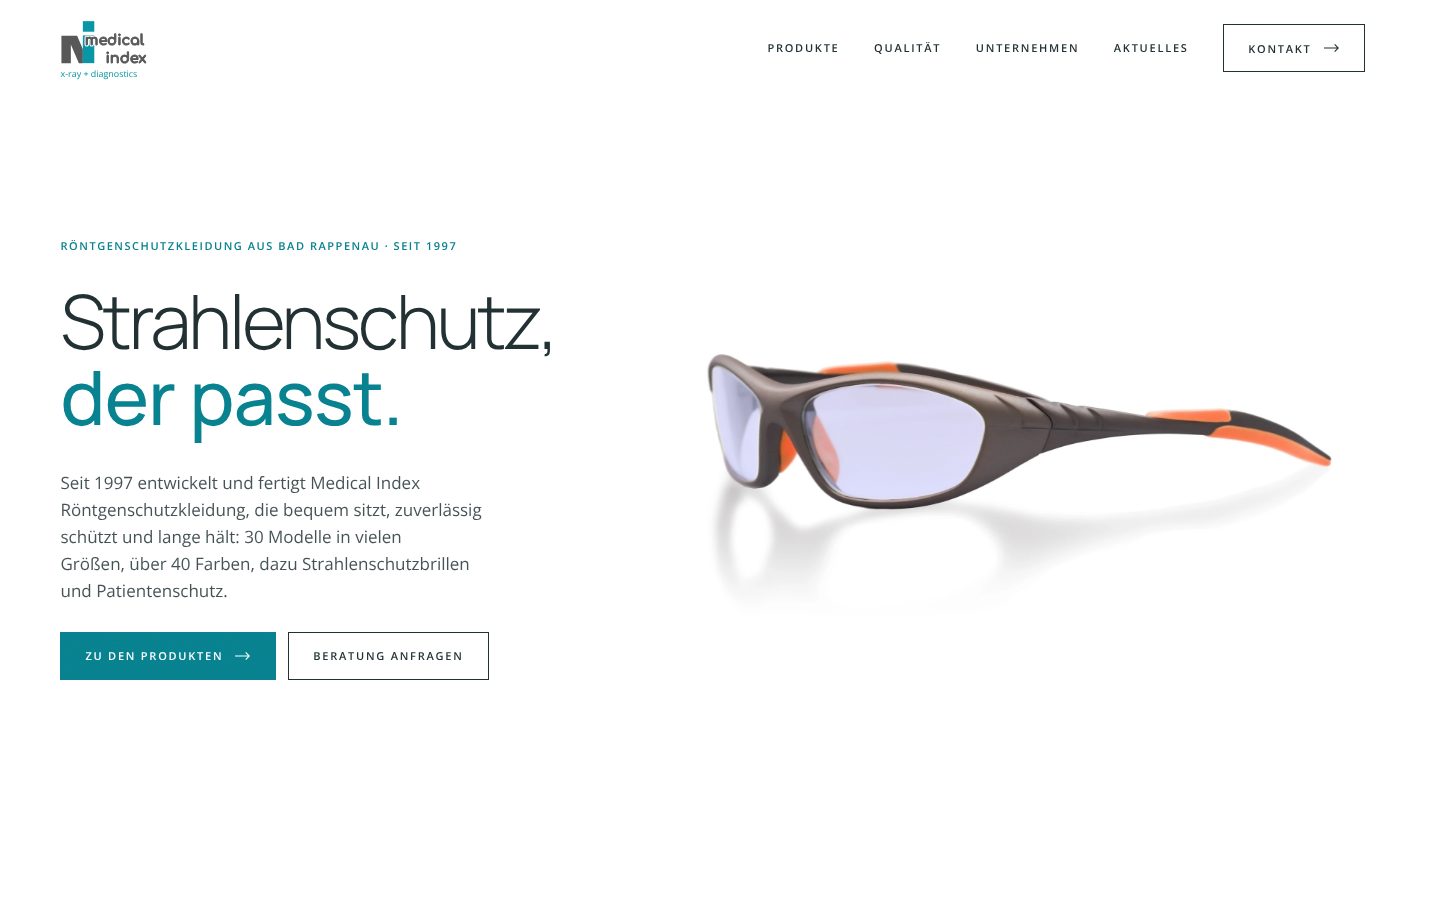 medical
index
x-ray + diagnostics
PRODUKTE
QUALITÄT
UNTERNEHMEN
AKTUELLES
KONTAKT
RÖNTGENSCHUTZKLEIDUNG AUS BAD RAPPENAU · SEIT 1997
Strahlenschutz,
der passt.
Seit 1997 entwickelt und fertigt Medical Index
Röntgenschutzkleidung, die bequem sitzt, zuverlässig
schützt und lange hält: 30 Modelle in vielen
Größen, über 40 Farben, dazu Strahlenschutzbrillen
und Patientenschutz.
ZU DEN PRODUKTEN
BERATUNG ANFRAGEN